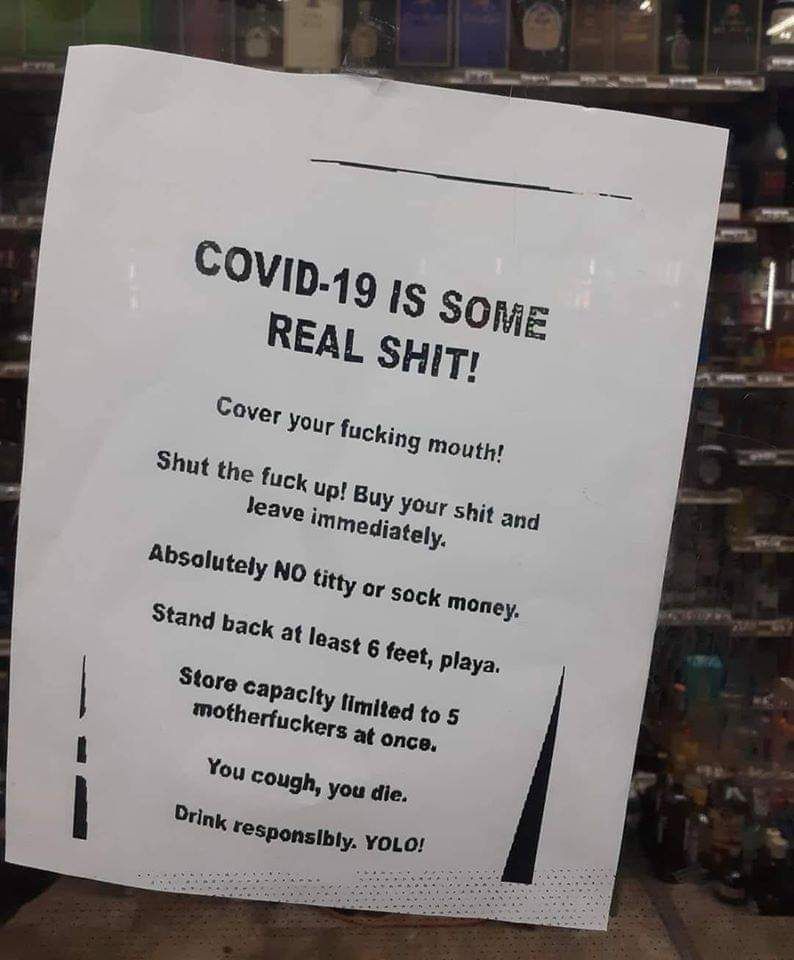 COVID-19 IS SOME
REAL SHIT!
Cover your fucking mouth!
Shut the fuck up! Buy your shit and
leave immediately.
Absolutely NO titty or sock money.
Stand back at least 6 feet, playa.
Store capacity limited to 5
motherfuckers at once.
You cough, you die.
Drink responsibly. YOLO!